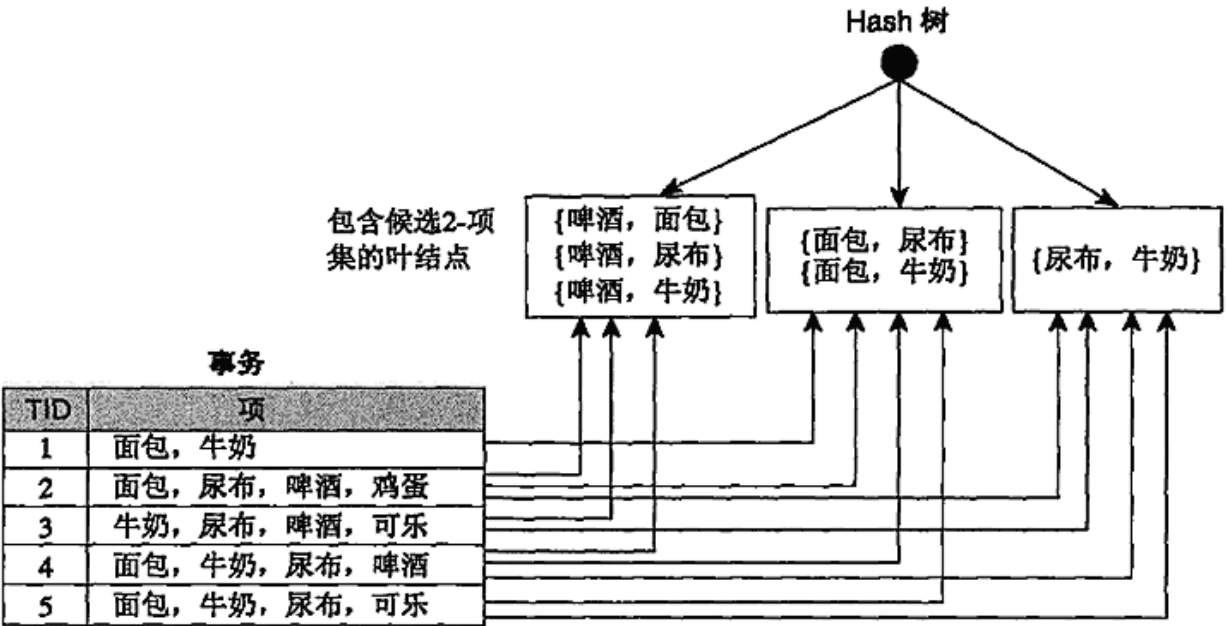 Hash 树
包含候选2-项
集的叶结点
{啤酒，面包}
{啤酒，尿布}
{啤酒，牛奶}
{面包，尿布}
{面包，牛奶}
{尿布，牛奶}
事务
TID 项
1 面包，牛奶
2 面包，尿布，啤酒，鸡蛋
3 牛奶，尿布，啤酒，可乐
4 面包，牛奶，尿布，啤酒
5 面包，牛奶，尿布，可乐